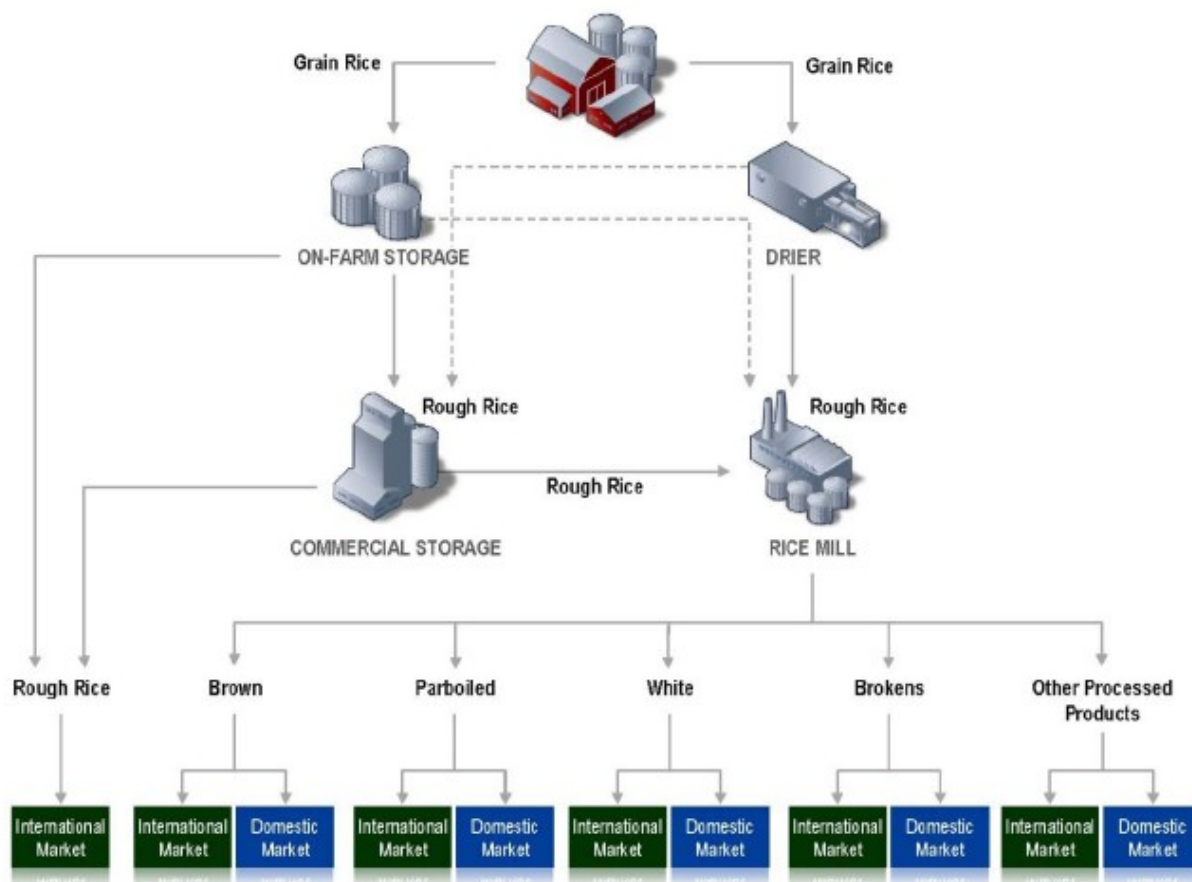 Grain Rice
Grain Rice
ON-FARM STORAGE
DRIER
Rough Rice
Rough Rice
Rough Rice
COMMERCIAL STORAGE
RICE MILL
Rough Rice
Brown
Parboiled
White
Brokens
Other Processed
Products
International
Market
International
Market
Domestic
Market
International
Market
Domestic
Market
International
Market
Domestic
Market
International
Market
Domestic
Market
International
Market
Domestic
Market